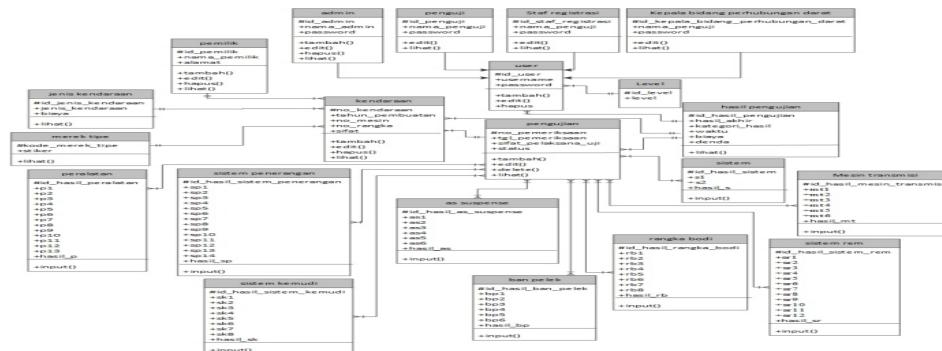 admin
#id_admin
+nama_admin
+password
+tambah()
+edit()
+hapus()
+lihat()
penguji
#id_penguji
+nama_penguji
+password
+edit()
+lihat()
Staf registrasi
#id_staf_registrasi
+nama_penguji
+password
+edit()
+lihat()
Kepala bidang perhubungan darat
#id_kepala_bidang_perhubungan_darat
+nama_penguji
+password
+edit()
+lihat()
pemilik
#id_pemilik
+nama_pemilik
+alamat
+tambah()
+edit()
+hapus()
+lihat()
user
#id_user
+username
+password
+tambah()
+edit()
+hapus
Level
#id_level
+level
jenis kendaraan
#id_jenis_kendaraan
+jenis_kendaraan
+biaya
+lihat()
kendaraan
#no_kendaraan
+tahun_pembuatan
+no_mesin
+no_rangka
+sifat
+tambah()
+edit()
+hapus()
+lihat()
hasil pengujian
#id_hasil_pengujian
+hasil_akhir
+kategori_hasil
+waktu
+biaya
+denda
+lihat()
pengujian
#no_pemeriksaan
+tgl_pemeriksaan
+sifat_pelaksana_uji
+status
+tambah()
+edit()
+delete()
+lihat()
merek tipe
#kode_merek_tipe
+stiker
+lihat()
sistem
#id_hasil_sistem
+s1
+s2
+hasil_s
+input()
peralatan
#id_hasil_peralatan
+p1
+p2
+p3
+p4
+p5
+p6
+p7
+p8
+p9
+p10
+p11
+p12
+p13
+hasil_p
+input()
sistem penerangan
#id_hasil_sistem_penerangan
+sp1
+sp2
+sp3
+sp4
+sp5
+sp6
+sp7
+sp8
+sp9
+sp10
+sp11
+sp12
+sp13
+sp14
+hasil_sp
+input()
Mesin transmisi
#id_hasil_mesin_transmisi
+mt1
+mt2
+mt3
+mt4
+mt5
+mt6
+hasil_mt
+input()
as suspense
#id_hasil_as_suspense
+as1
+as2
+as3
+as4
+as5
+as6
+hasil_as
+input()
rangka bodi
#id_hasil_rangka_bodi
+rb1
+rb2
+rb3
+rb4
+rb5
+rb6
+rb7
+rb8
+hasil_rb
+input()
sistem rem
#id_hasil_sistem_rem
+sr1
+sr2
+sr3
+sr4
+sr5
+sr6
+sr7
+sr8
+sr9
+sr10
+sr11
+sr12
+hasil_sr
+input()
sistem kemudi
#id_hasil_sistem_kemudi
+sk1
+sk2
+sk3
+sk4
+sk5
+sk6
+sk7
+sk8
+hasil_sk
+input()
ban pelek
#id_hasil_ban_pelek
+bp1
+bp2
+bp3
+bp4
+bp5
+bp6
+hasil_bp
+input()